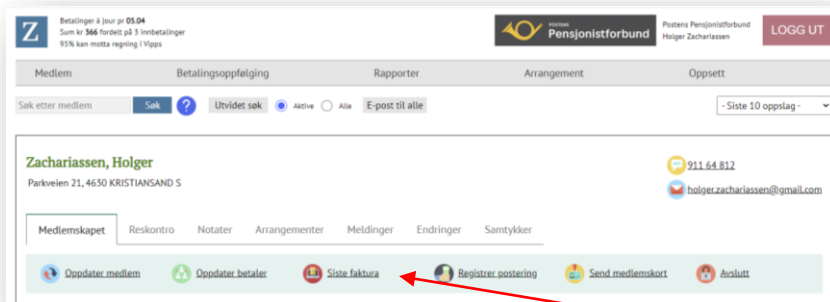 Z
Betalinger à jour pr 05.04
Sum kr 366 fordelt på 3 innbetalinger
95% kan motta regning i Vipps
POSTENS
Pensjonistforbund
Postens Pensjonistforbund
Holger Zachariassen
LOGG UT
Medlem Betalingsoppfølging Rapporter Arrangement Oppsett
Søk etter medlem Søk ? Utvidet søk Aktive Alle E-post til alle - Siste 10 oppslag -
Zachariassen, Holger
Parkveien 21, 4630 KRISTIANSAND S
911 64 812
holger.zachariassen@gmail.com
Medlemskapet Reskontro Notater Arrangementer Meldinger Endringer Samtykker
Oppdater medlem Oppdater betaler Siste faktura Registrer postering Send medlemskort Avslutt